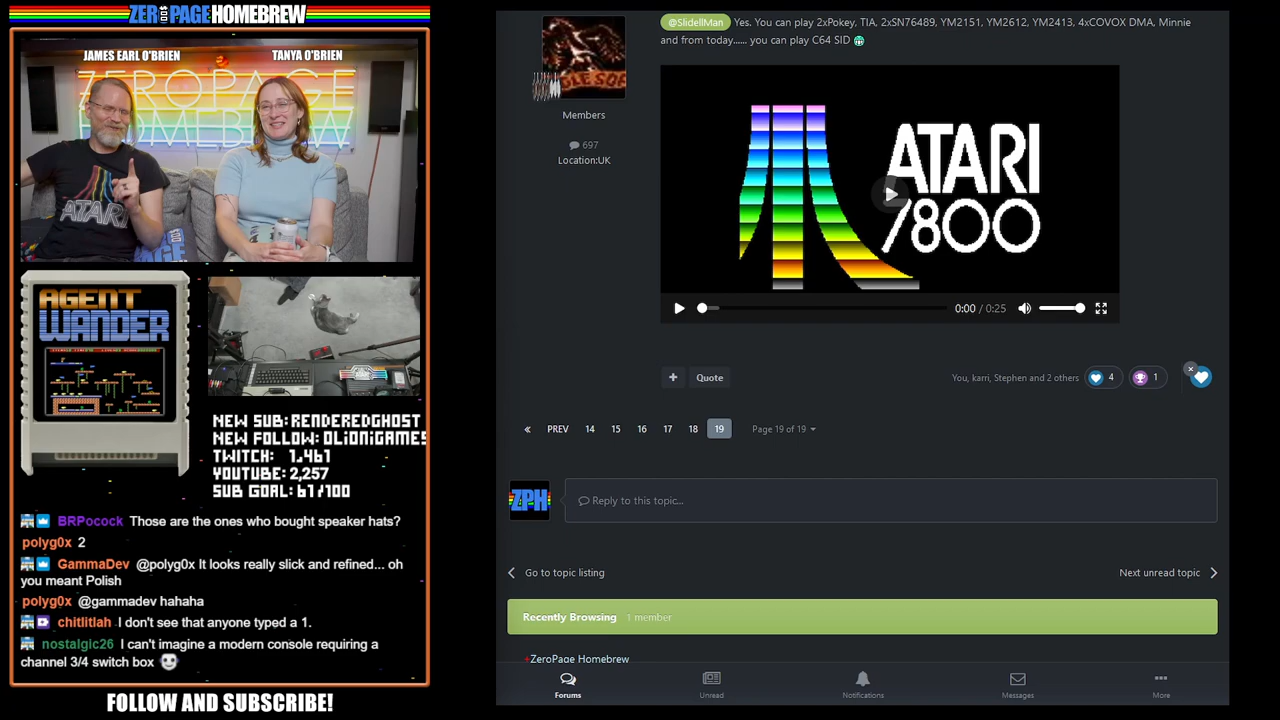 ZEROPAGE HOMEBREW
JAMES EARL O'BRIEN
TANYA O'BRIEN
ZEROPAGE
HOMEBREW
ATARI
AGENT
WANDER
NEW SUB:RENDEREDGHOST
NEW FOLLOW:OLIONIGAMES
TWITCH: 1,461
YOUTUBE: 2,257
SUB GOAL: 67/100
BRPocock Those are the ones who bought speaker hats?
polyg0x 2
GammaDev @polyg0x It looks really slick and refined... oh
you meant Polish
polyg0x @gammadev hahaha
chitlitlah I don't see that anyone typed a 1.
nostalgic26 I can't imagine a modern console requiring a
channel 3/4 switch box
FOLLOW AND SUBSCRIBE!
@SlidellMan Yes. You can play 2xPokey, TIA, 2xSN76489, YM2151, YM2612, YM2413, 4xCOVOX DMA, Minnie
and from today...... you can play C64 SID
Members
697
Location:UK
ATARI
7800
0:00 / 0:25
Quote
You, karri, Stephen and 2 others
4
1
« PREV 14 15 16 17 18 19 Page 19 of 19
ZPH
Reply to this topic...
Go to topic listing
Next unread topic
Recently Browsing 1 member
+ZeroPage Homebrew
Forums
Unread
Notifications
Messages
More